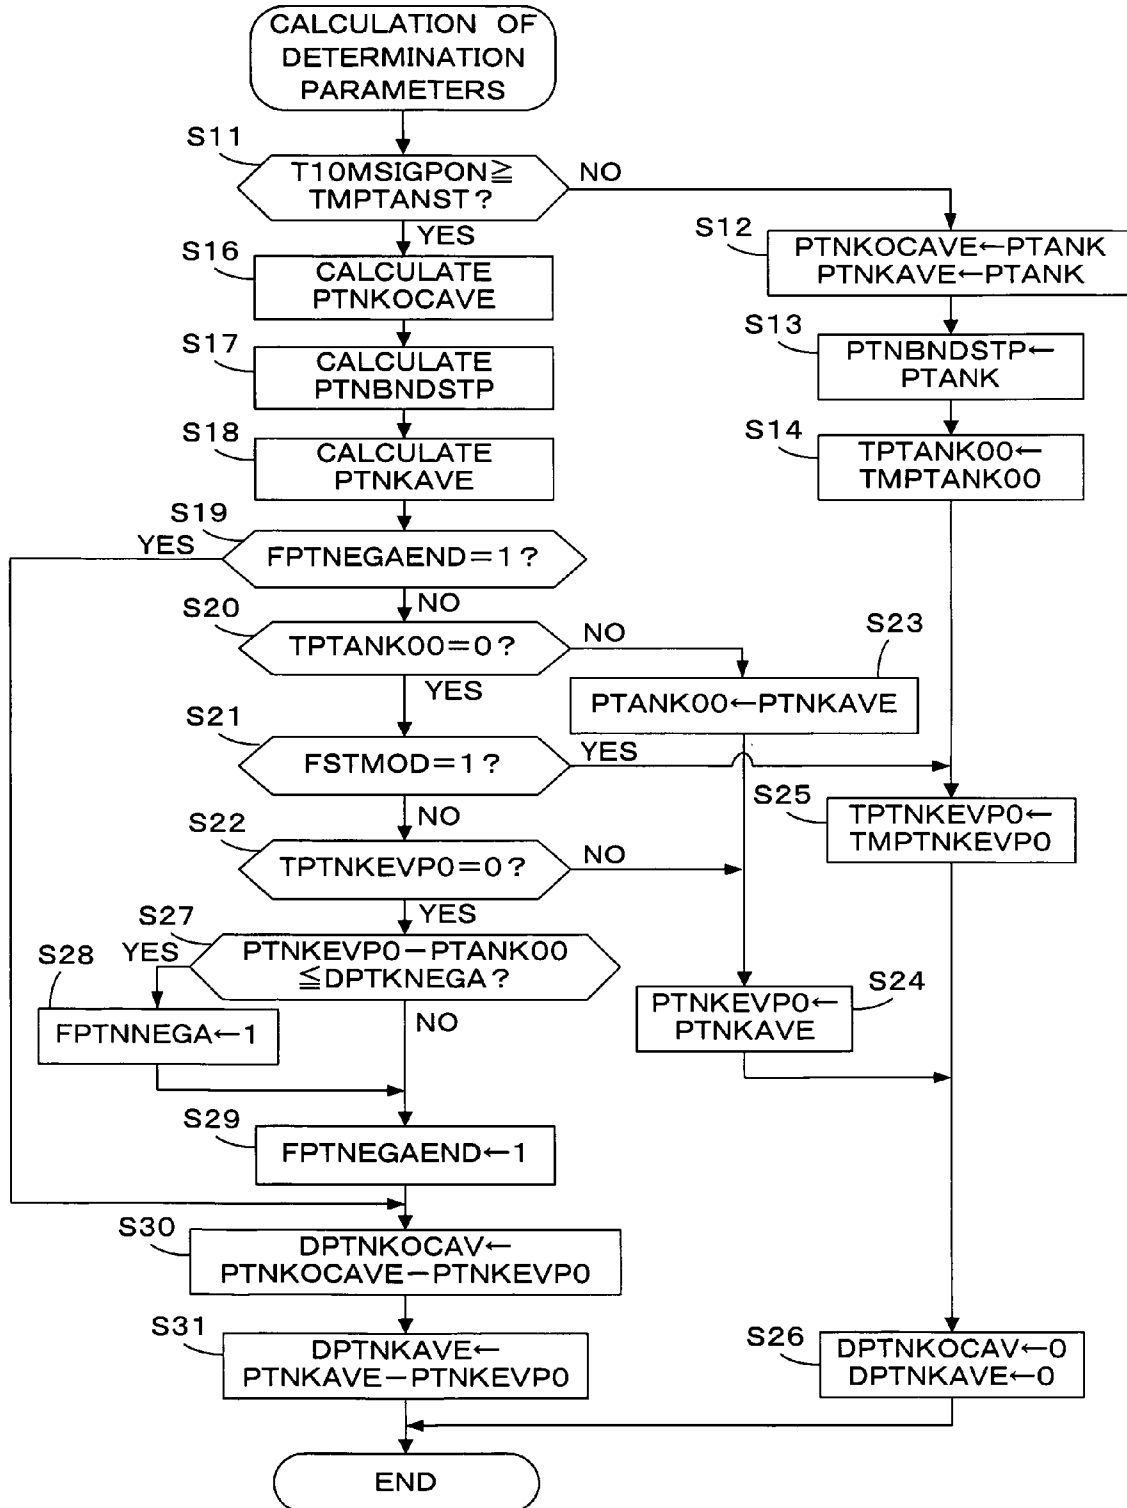 CALCULATION OF
DETERMINATION
PARAMETERS
S11
T10MSIGPON≧
TMPTANST?
NO
YES
S12
PTNKOCAVE←PTANK
PTNKAVE←PTANK
S16
CALCULATE
PTNKOCAVE
S13
PTNBNDSTP←
PTANK
S17
CALCULATE
PTNBNDSTP
S14
TPTANK00←
TMPTANK00
S18
CALCULATE
PTNKAVE
S19
YES
FPTNEGAEND=1?
NO
S20
TPTANK00=0?
NO
YES
S23
PTANK00←PTNKAVE
S21
FSTMOD=1?
YES
NO
S25
TPTNKEVP0←
TMPTNKEVP0
S22
TPTNKEVP0=0?
NO
YES
S27
PTNKEVP0-PTANK00
≦DPTKNEGA?
YES
NO
S28
FPTNNEGA←1
S24
PTNKEVP0←
PTNKAVE
S29
FPTNEGAEND←1
S30
DPTNKOCAV←
PTNKOCAVE-PTNKEVP0
S31
DPTNKAVE←
PTNKAVE-PTNKEVP0
S26
DPTNKOCAV←0
DPTNKAVE←0
END